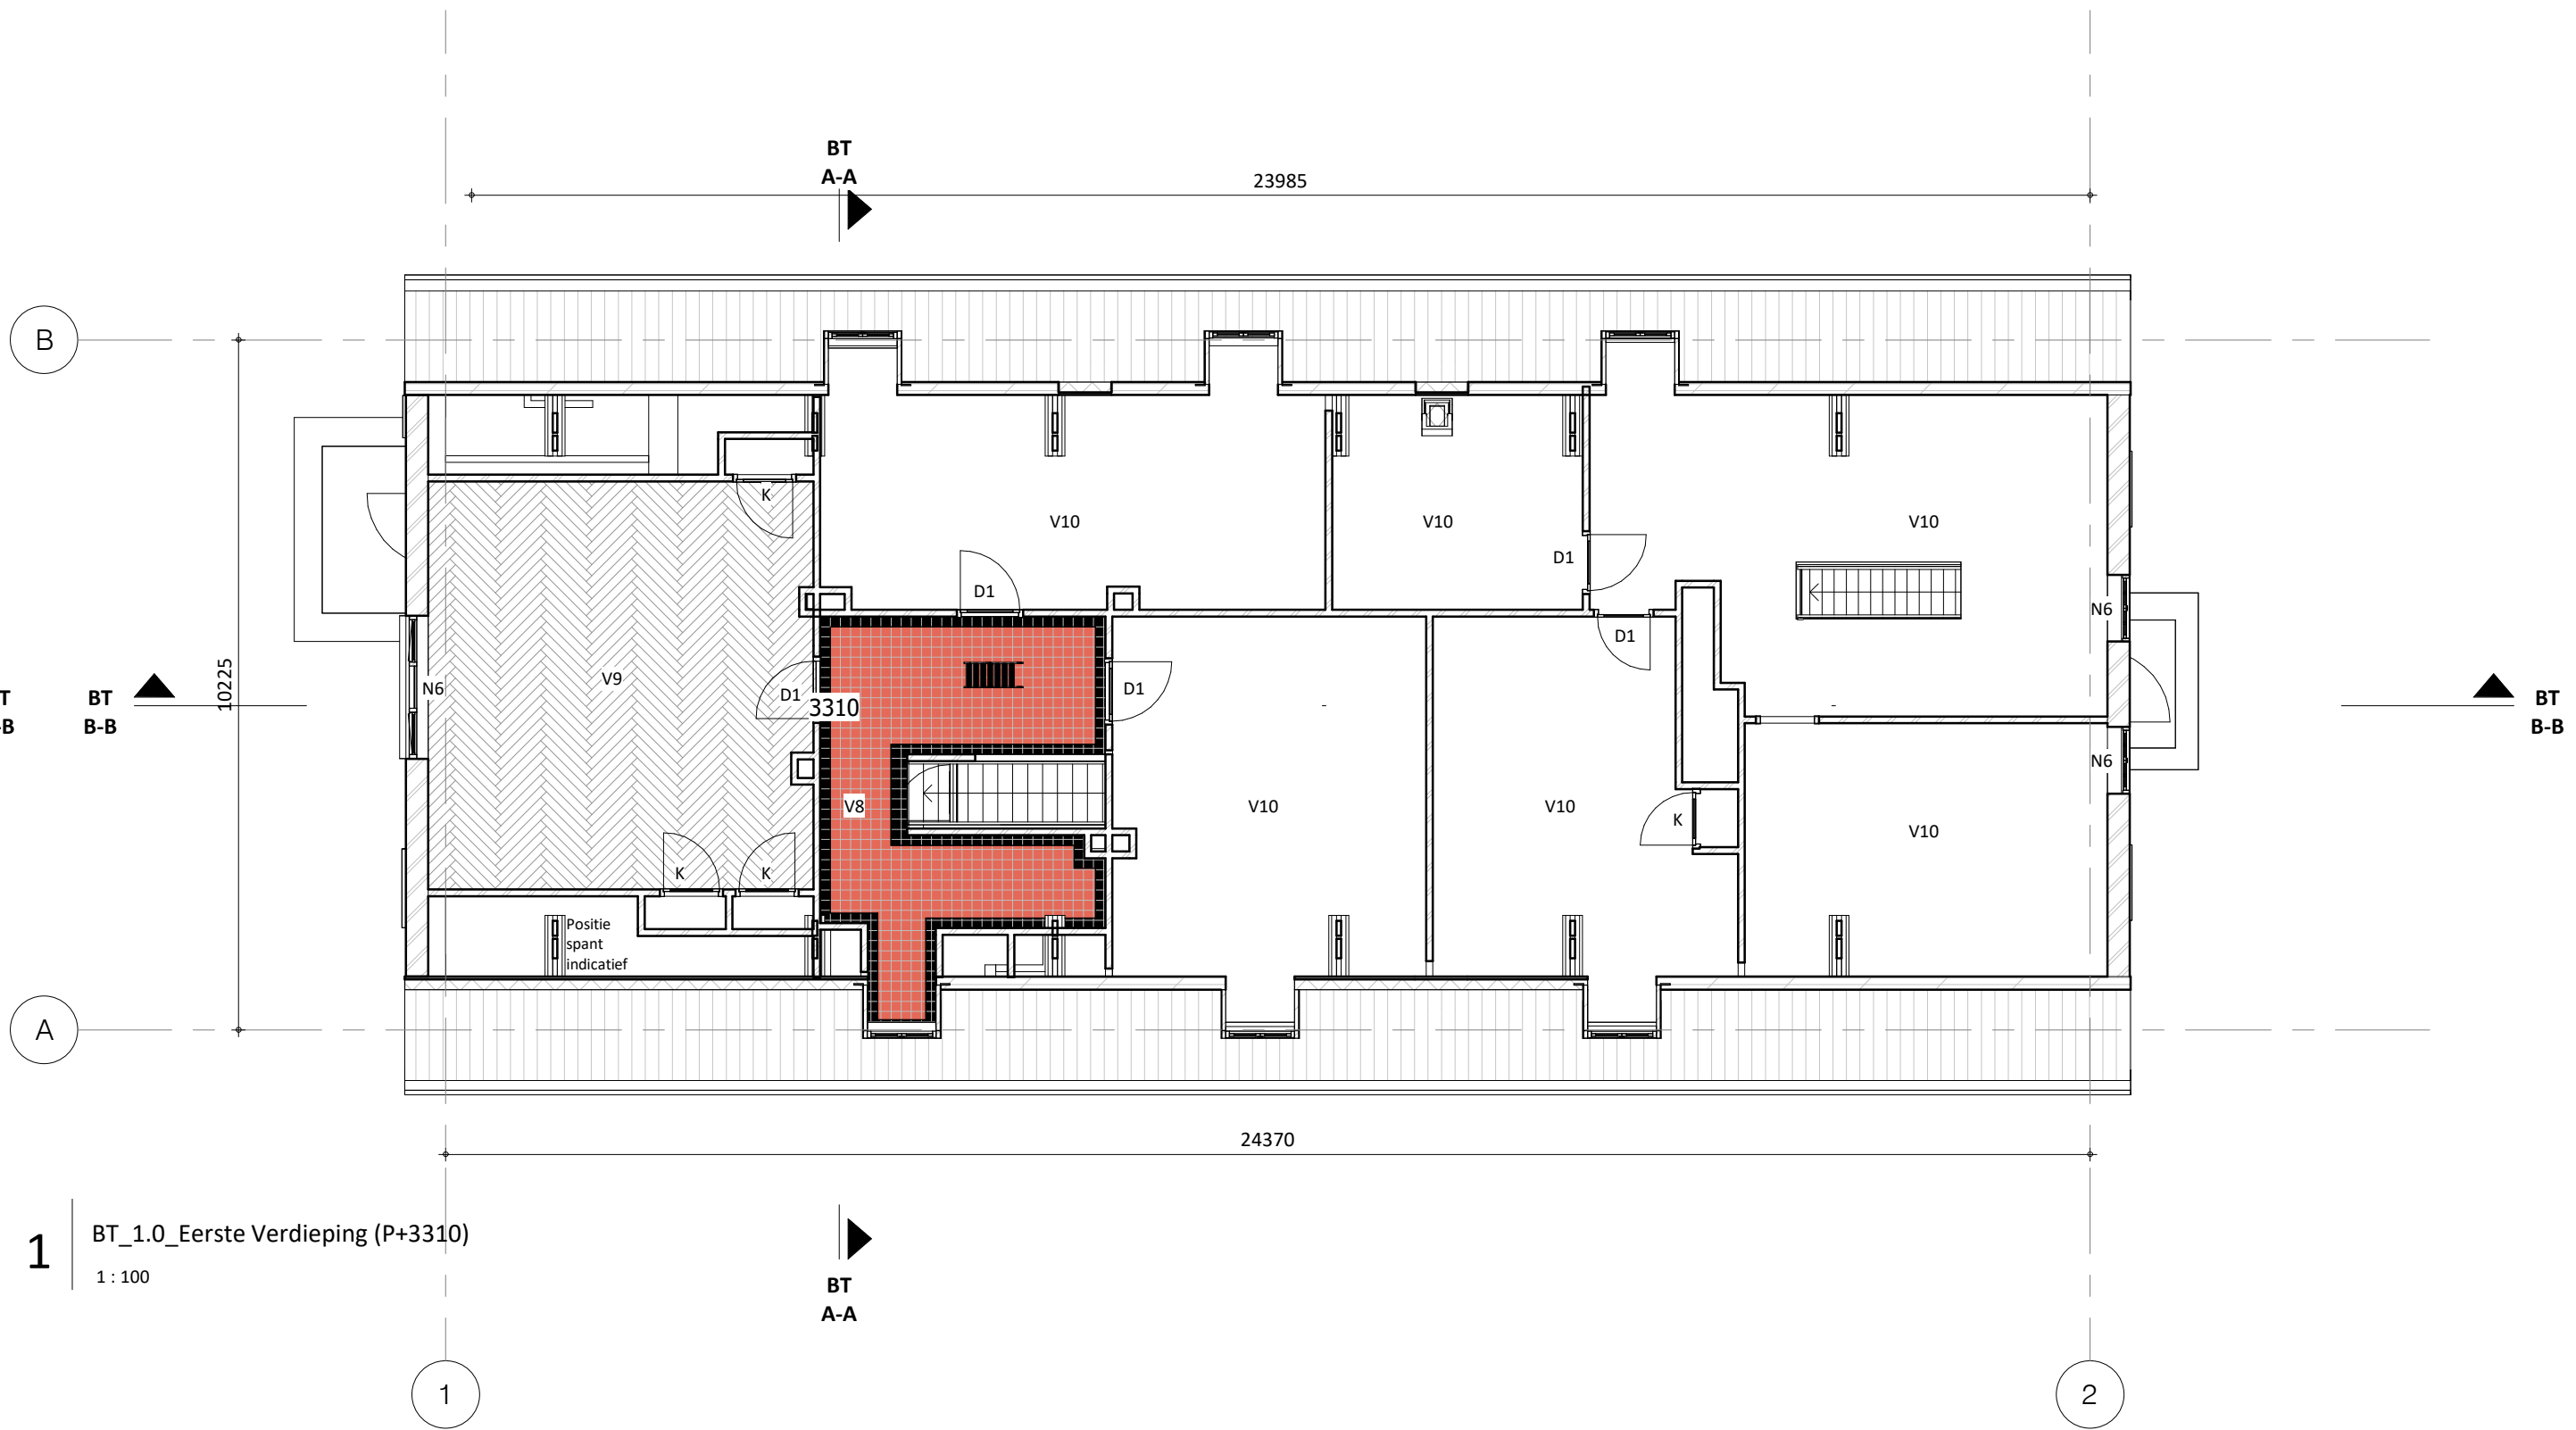 BT
A-A
23985
B
K
V10
V10
V10
D1
D1
N6
D1
10225
V9
N6
D1
D1
3310
T
-B
BT
B-B
BT
B-B
N6
V8
V10
V10
K
V10
K
K
Positie
spant
indicatief
A
24370
1
BT_1.0_Eerste Verdieping (P+3310)
1 : 100
BT
A-A
1
2